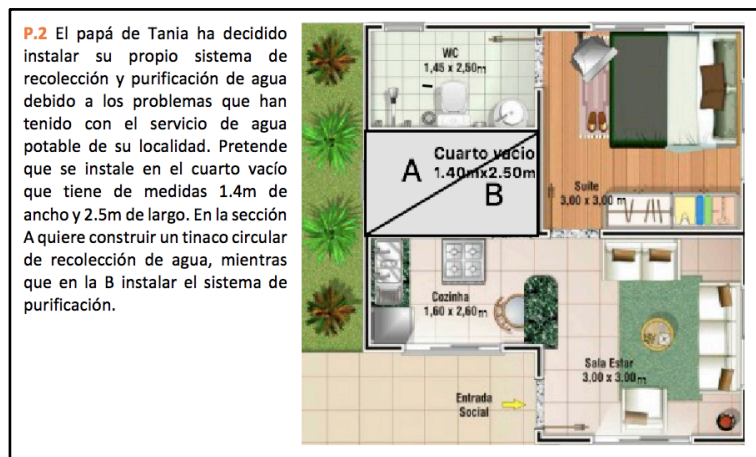 P.2 El papá de Tania ha decidido
instalar su propio sistema de
recolección y purificación de agua
debido a los problemas que han
tenido con el servicio de agua
potable de su localidad. Pretende
que se instale en el cuarto vacío
que tiene de medidas 1.4m de
ancho y 2.5m de largo. En la sección
A quiere construir un tinaco circular
de recolección de agua, mientras
que en la B instalar el sistema de
purificación.
WC
1,45 x 2,50m
A
Cuarto vacio
1.40mx2.50m
B
Suite
3,00 x 3,00 m
Cozinha
1,60 x 2,60m
Sala Estar
3,00 x 3.00m
Entrada
Social